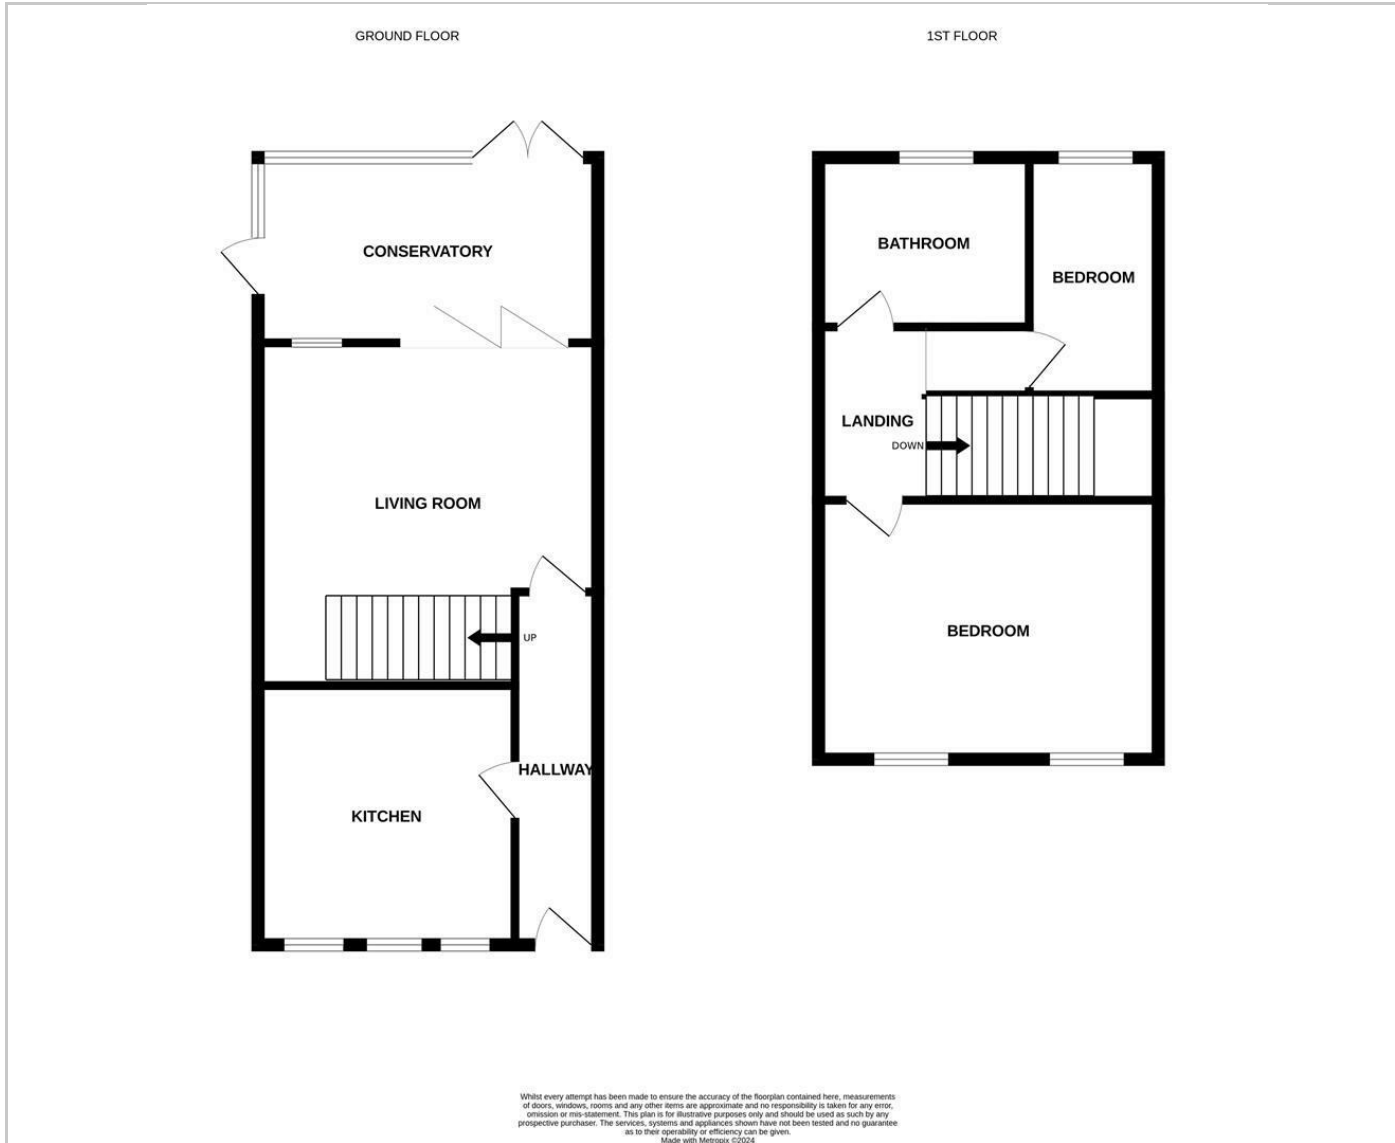 GROUND FLOOR
1ST FLOOR
CONSERVATORY
LIVING ROOM
UP
HALLWAY
KITCHEN
BATHROOM
BEDROOM
LANDING
DOWN
BEDROOM
Whilst every attempt has been made to ensure the accuracy of the floorplan contained here, measurements
of doors, windows, rooms and any other items are approximate and no responsibility is taken for any error,
omission or mis-statement. This plan is for illustrative purposes only and should be used as such by any
prospective purchaser. The services, systems and appliances shown have not been tested and no guarantee
as to their operability or efficiency can be given.
Made with Metropix ©2024